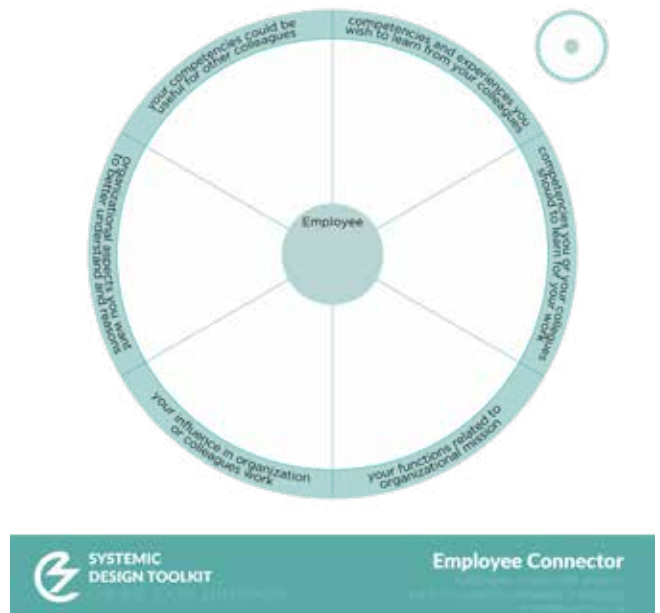 your competencies could be
useful for other colleagues
competencies and experiences you
wish to learn from your colleagues
organizational aspects you want
to better understand and reasons
competencies you or your colleagues
should to learn for your work
Employee
your influence in organization
or colleagues work
your functions related to
organizational mission
SYSTEMIC
DESIGN TOOLKIT
Employee Connector